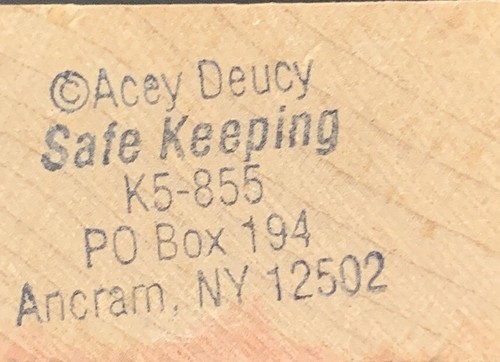 ©Acey Deucy
Safe Keeping
K5-855
PO Box 194
Ancram, NY 12502